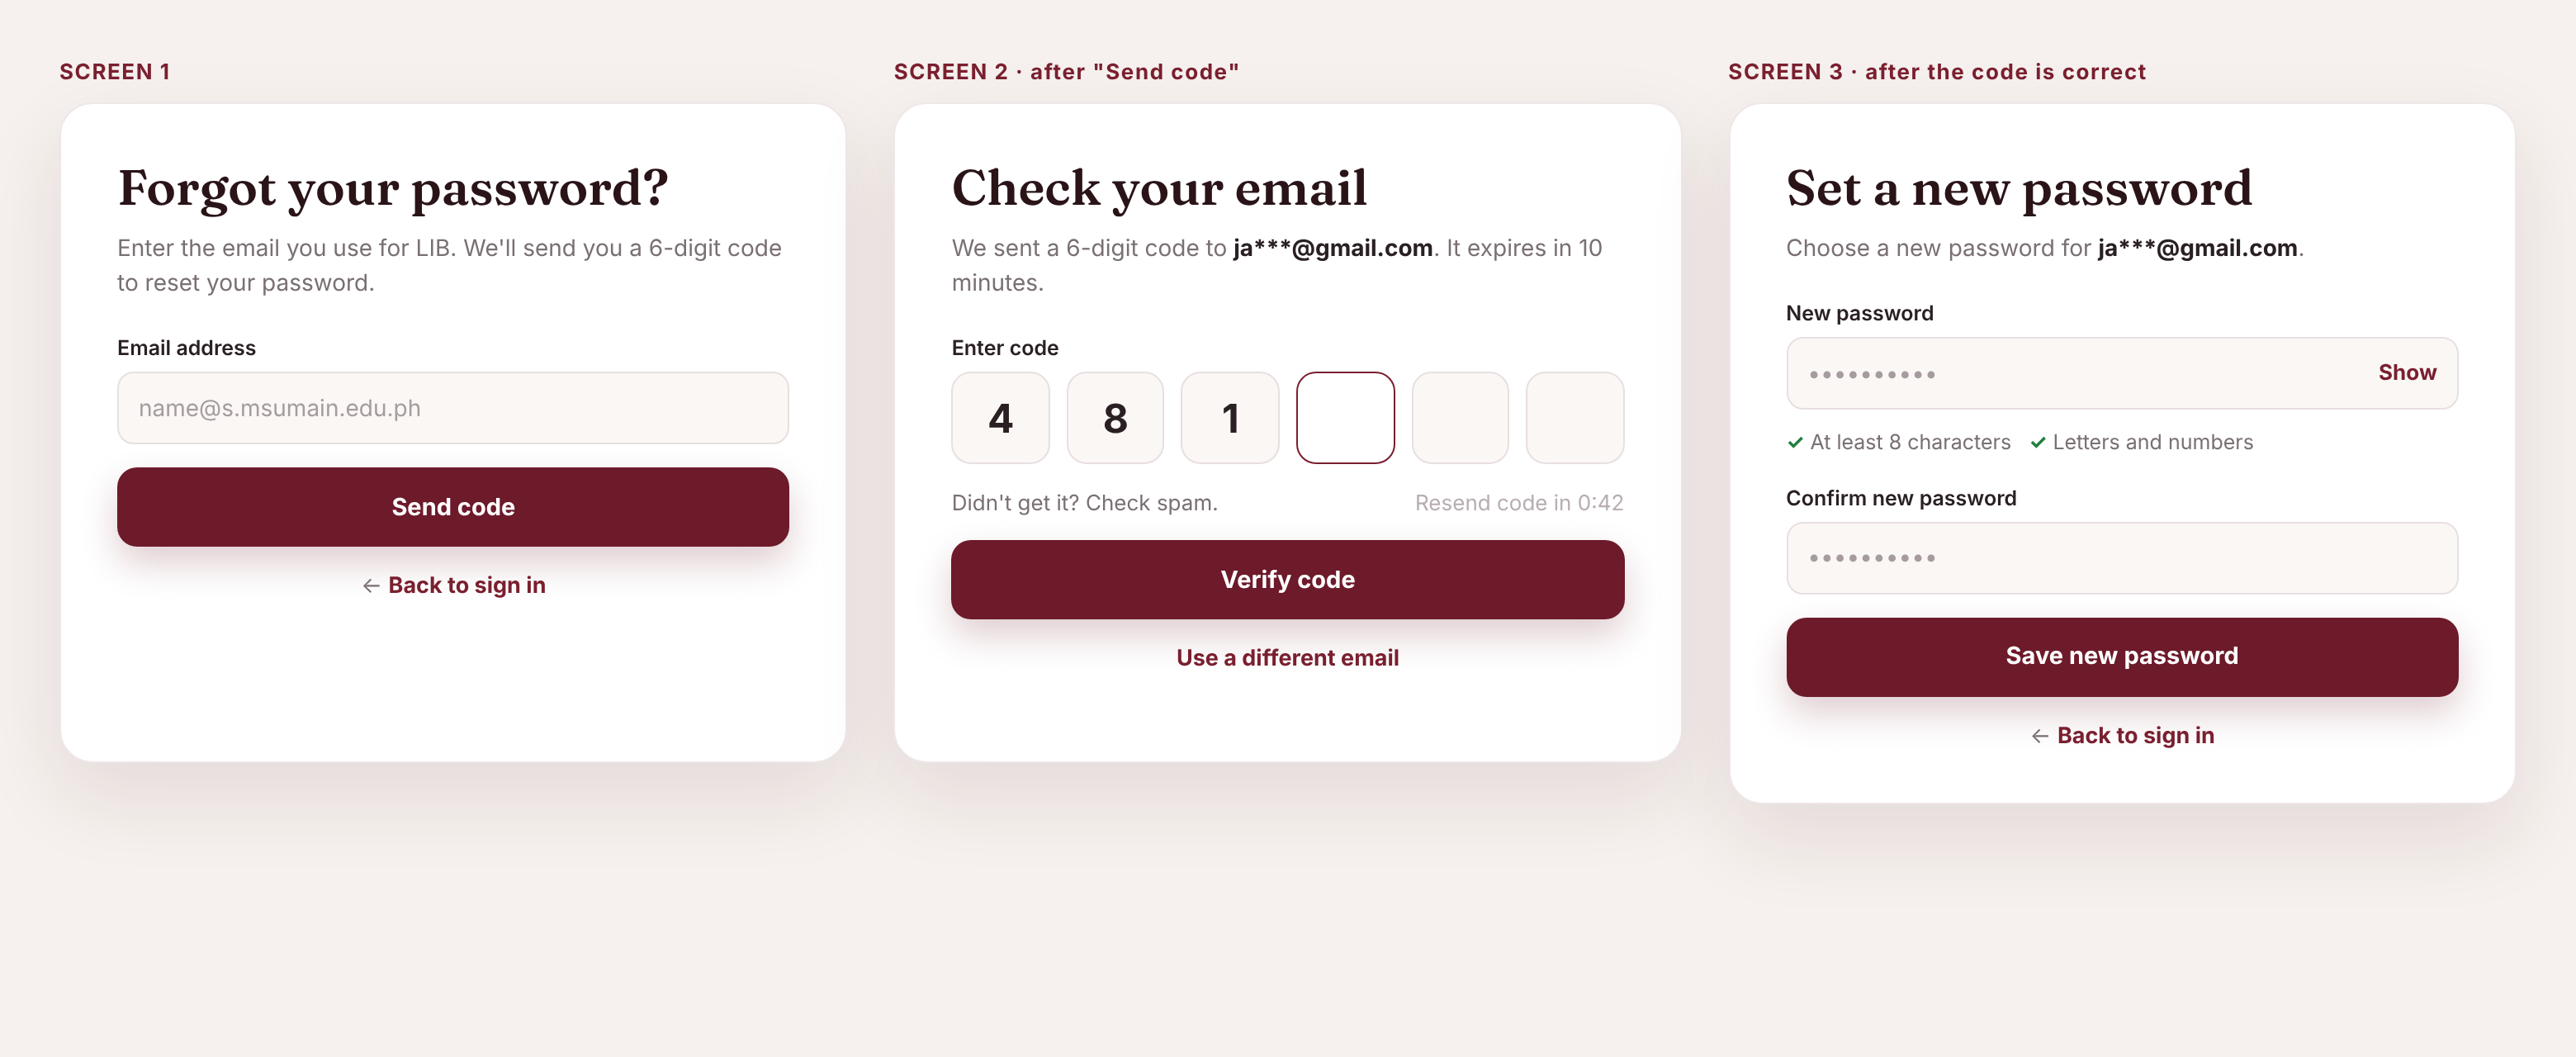 SCREEN 1
Forgot your password?
Enter the email you use for LIB. We'll send you a 6-digit code
to reset your password.
Email address
name@s.msumain.edu.ph
Send code
← Back to sign in
SCREEN 2 · after "Send code"
Check your email
We sent a 6-digit code to ja***@gmail.com. It expires in 10
minutes.
Enter code
4 8 1
Didn't get it? Check spam. Resend code in 0:42
Verify code
Use a different email
SCREEN 3 · after the code is correct
Set a new password
Choose a new password for ja***@gmail.com.
New password
•••••••••• Show
✓ At least 8 characters ✓ Letters and numbers
Confirm new password
••••••••••
Save new password
← Back to sign in